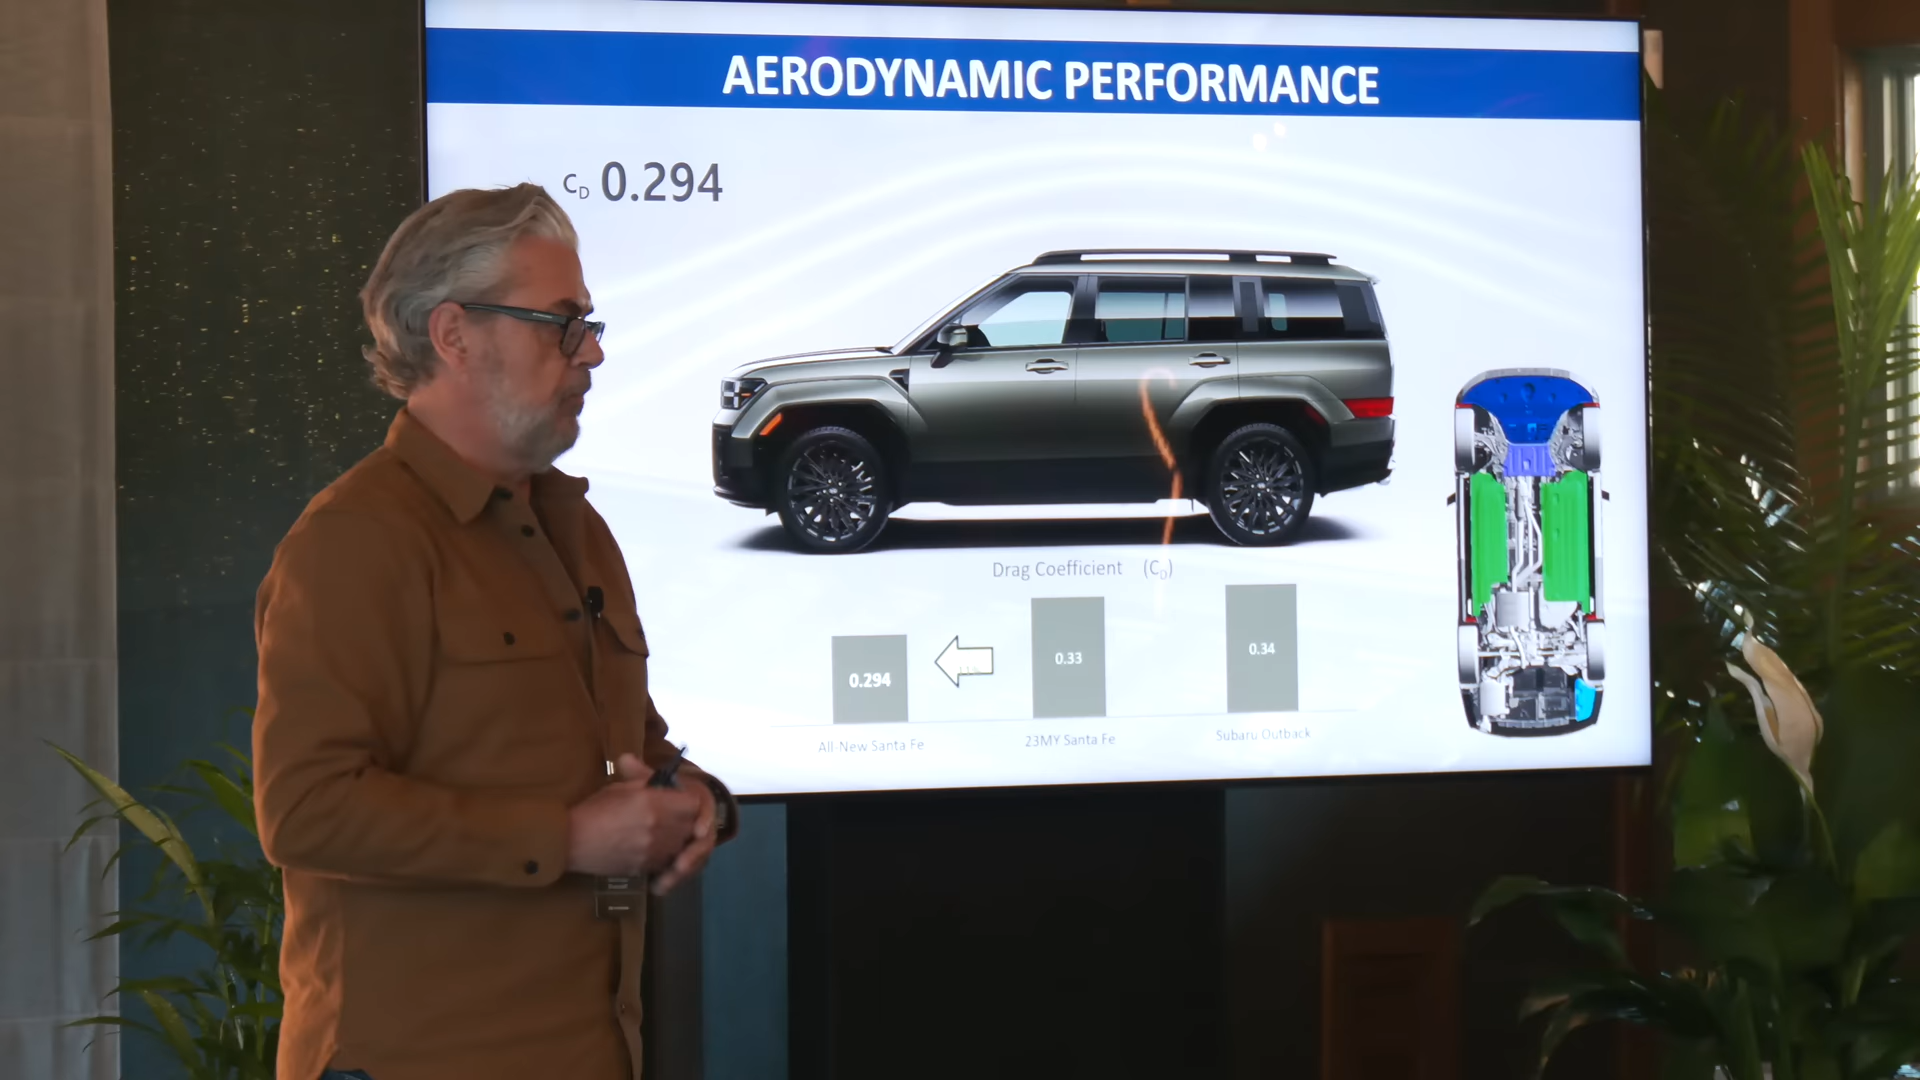 AERODYNAMIC PERFORMANCE
CD 0.294
Drag Coefficient (CD)
0.294
0.33
0.34
All-New Santa Fe
23MY Santa Fe
Subaru Outback